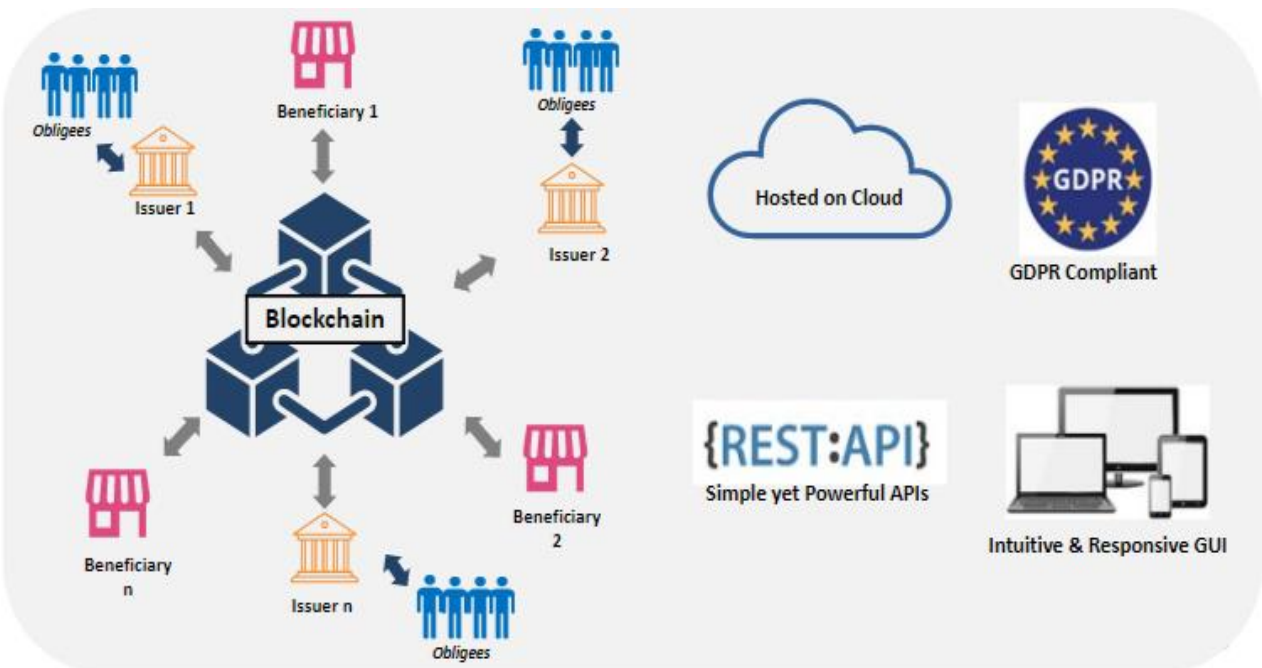 Obligees
Issuer 1
Beneficiary 1
Obligees
Issuer 2
Blockchain
Beneficiary
n
Issuer n
Obligees
Beneficiary
2
Hosted on Cloud
GDPR
GDPR Compliant
{REST:API}
Simple yet Powerful APIs
Intuitive & Responsive GUI